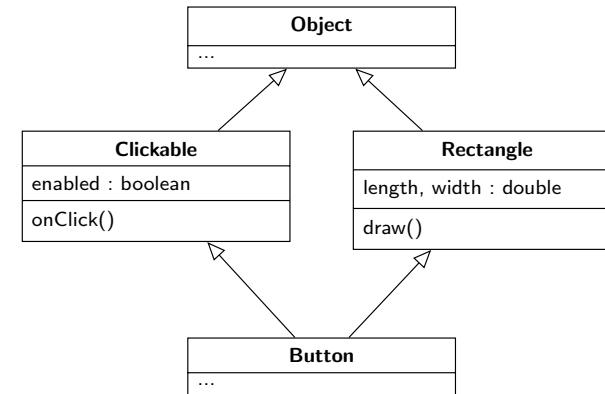 Object
...
Clickable
enabled : boolean
onClick()
Rectangle
length, width : double
draw()
Button
...